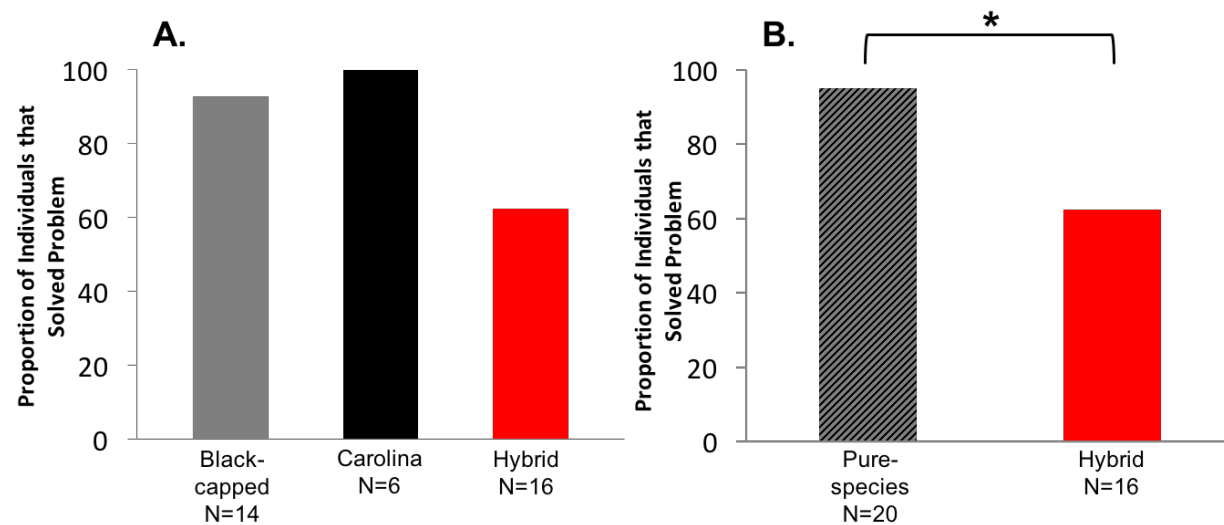 A.
Proportion of Individuals that
Solved Problem
100
80
60
40
20
0
Black-
capped
N=14
Carolina
N=6
Hybrid
N=16
B.
*
Proportion of Individuals that
Solved Problem
100
80
60
40
20
0
Pure-
species
N=20
Hybrid
N=16